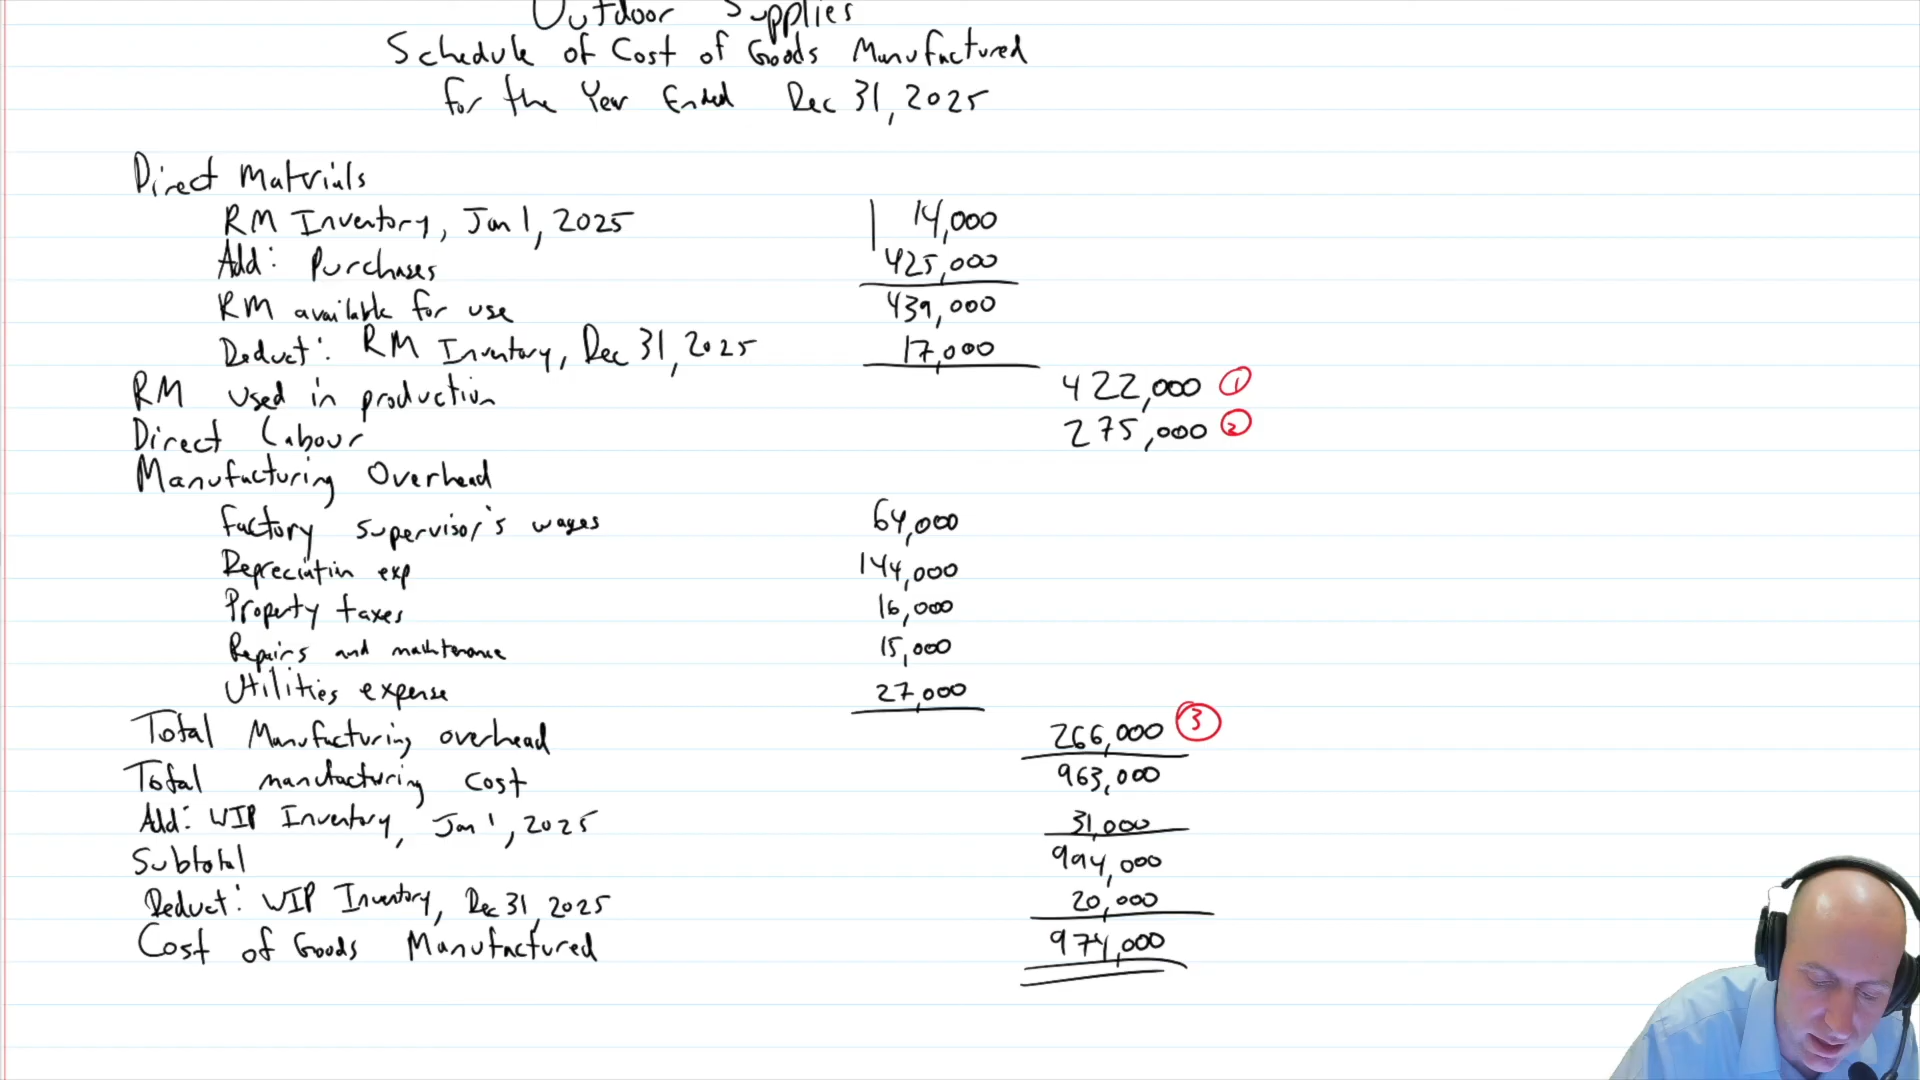 Outdoor Supplies
Schedule of Cost of Goods Manufactured
for the Year Ended Dec 31, 2025
Direct Materials
RM Inventory, Jan 1, 2025 14,000
Add: Purchases 425,000
RM available for use 439,000
Deduct: RM Inventory, Dec 31, 2025 17,000
RM used in production 422,000 ①
Direct Labour 275,000 ②
Manufacturing Overhead
Factory supervisor's wages 64,000
Depreciation exp 144,000
Property taxes 16,000
Repairs and maintenance 15,000
Utilities expense 27,000
Total Manufacturing overhead 266,000 ③
Total manufacturing cost 963,000
Add: WIP Inventory, Jan 1, 2025 31,000
Subtotal 994,000
Deduct: WIP Inventory, Dec 31, 2025 20,000
Cost of Goods Manufactured 974,000